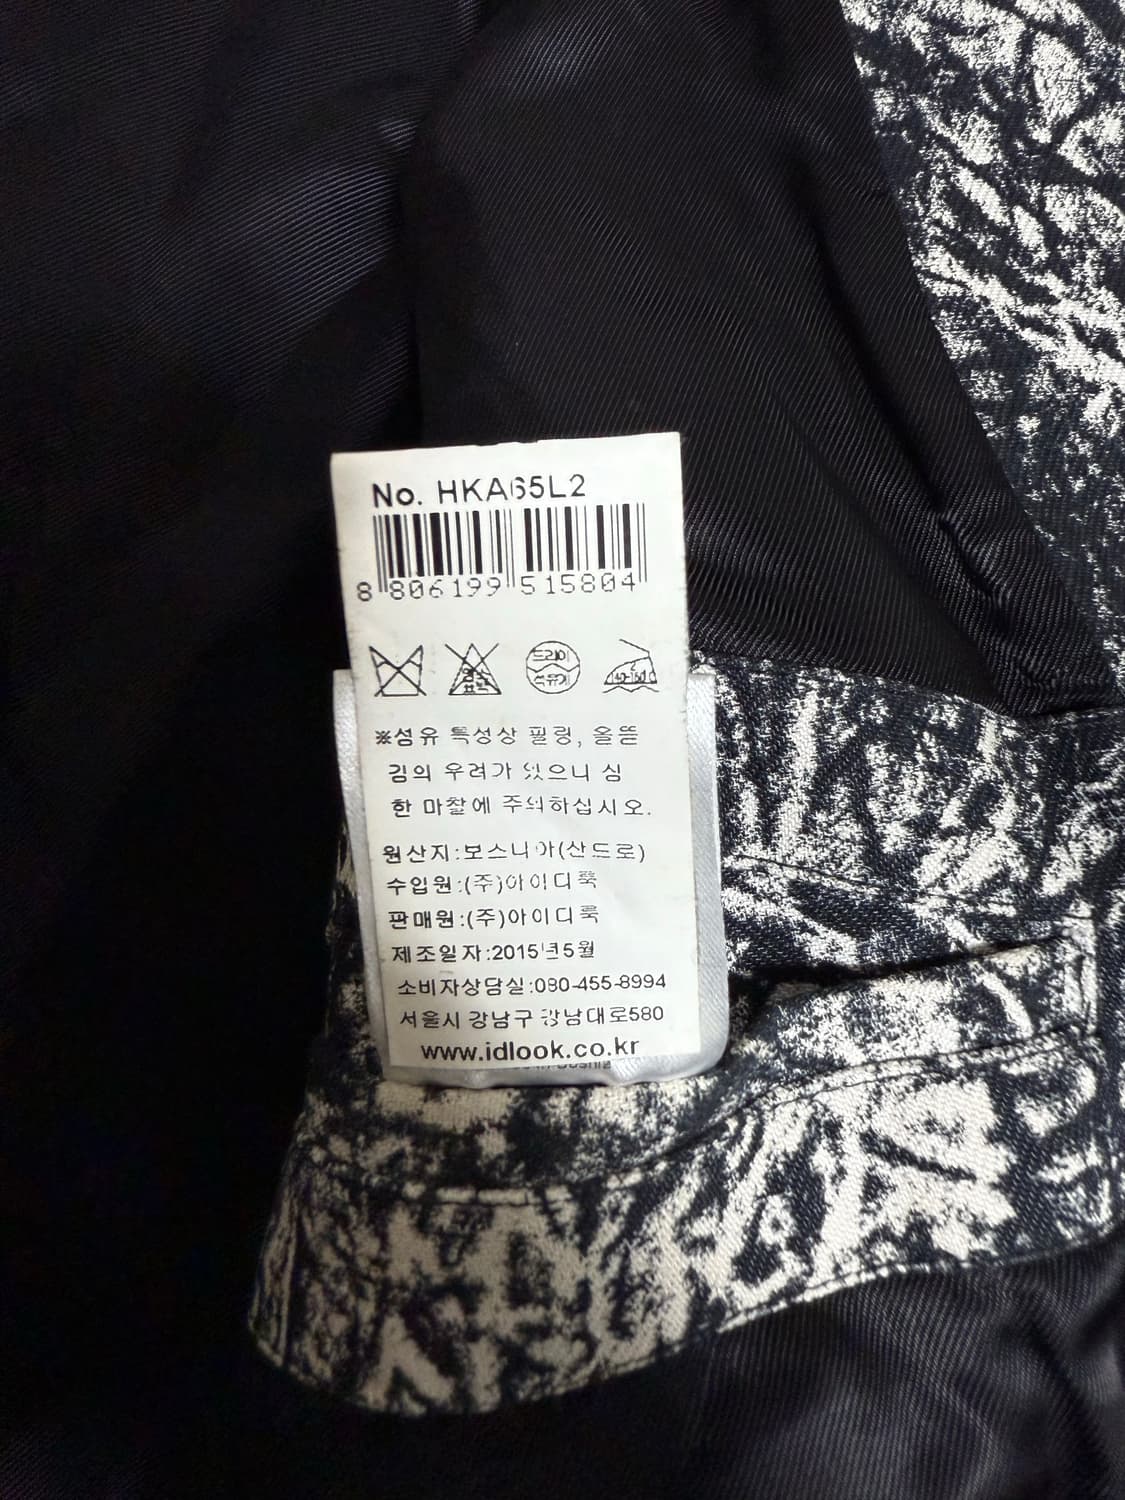 No. HKA65L2
8 806199 515804
드라이
석유계
140~160℃
※섬유 특성상 필링, 올뜯
김의 우려가 있으니 심
한 마찰에 주의하십시오.
원산지:보스니아(산드로)
수입원:(주)아이디룩
판매원:(주)아이디룩
제조일자:2015년5월
소비자상담실:080-455-8994
서울시 강남구 강남대로580
www.idlook.co.kr